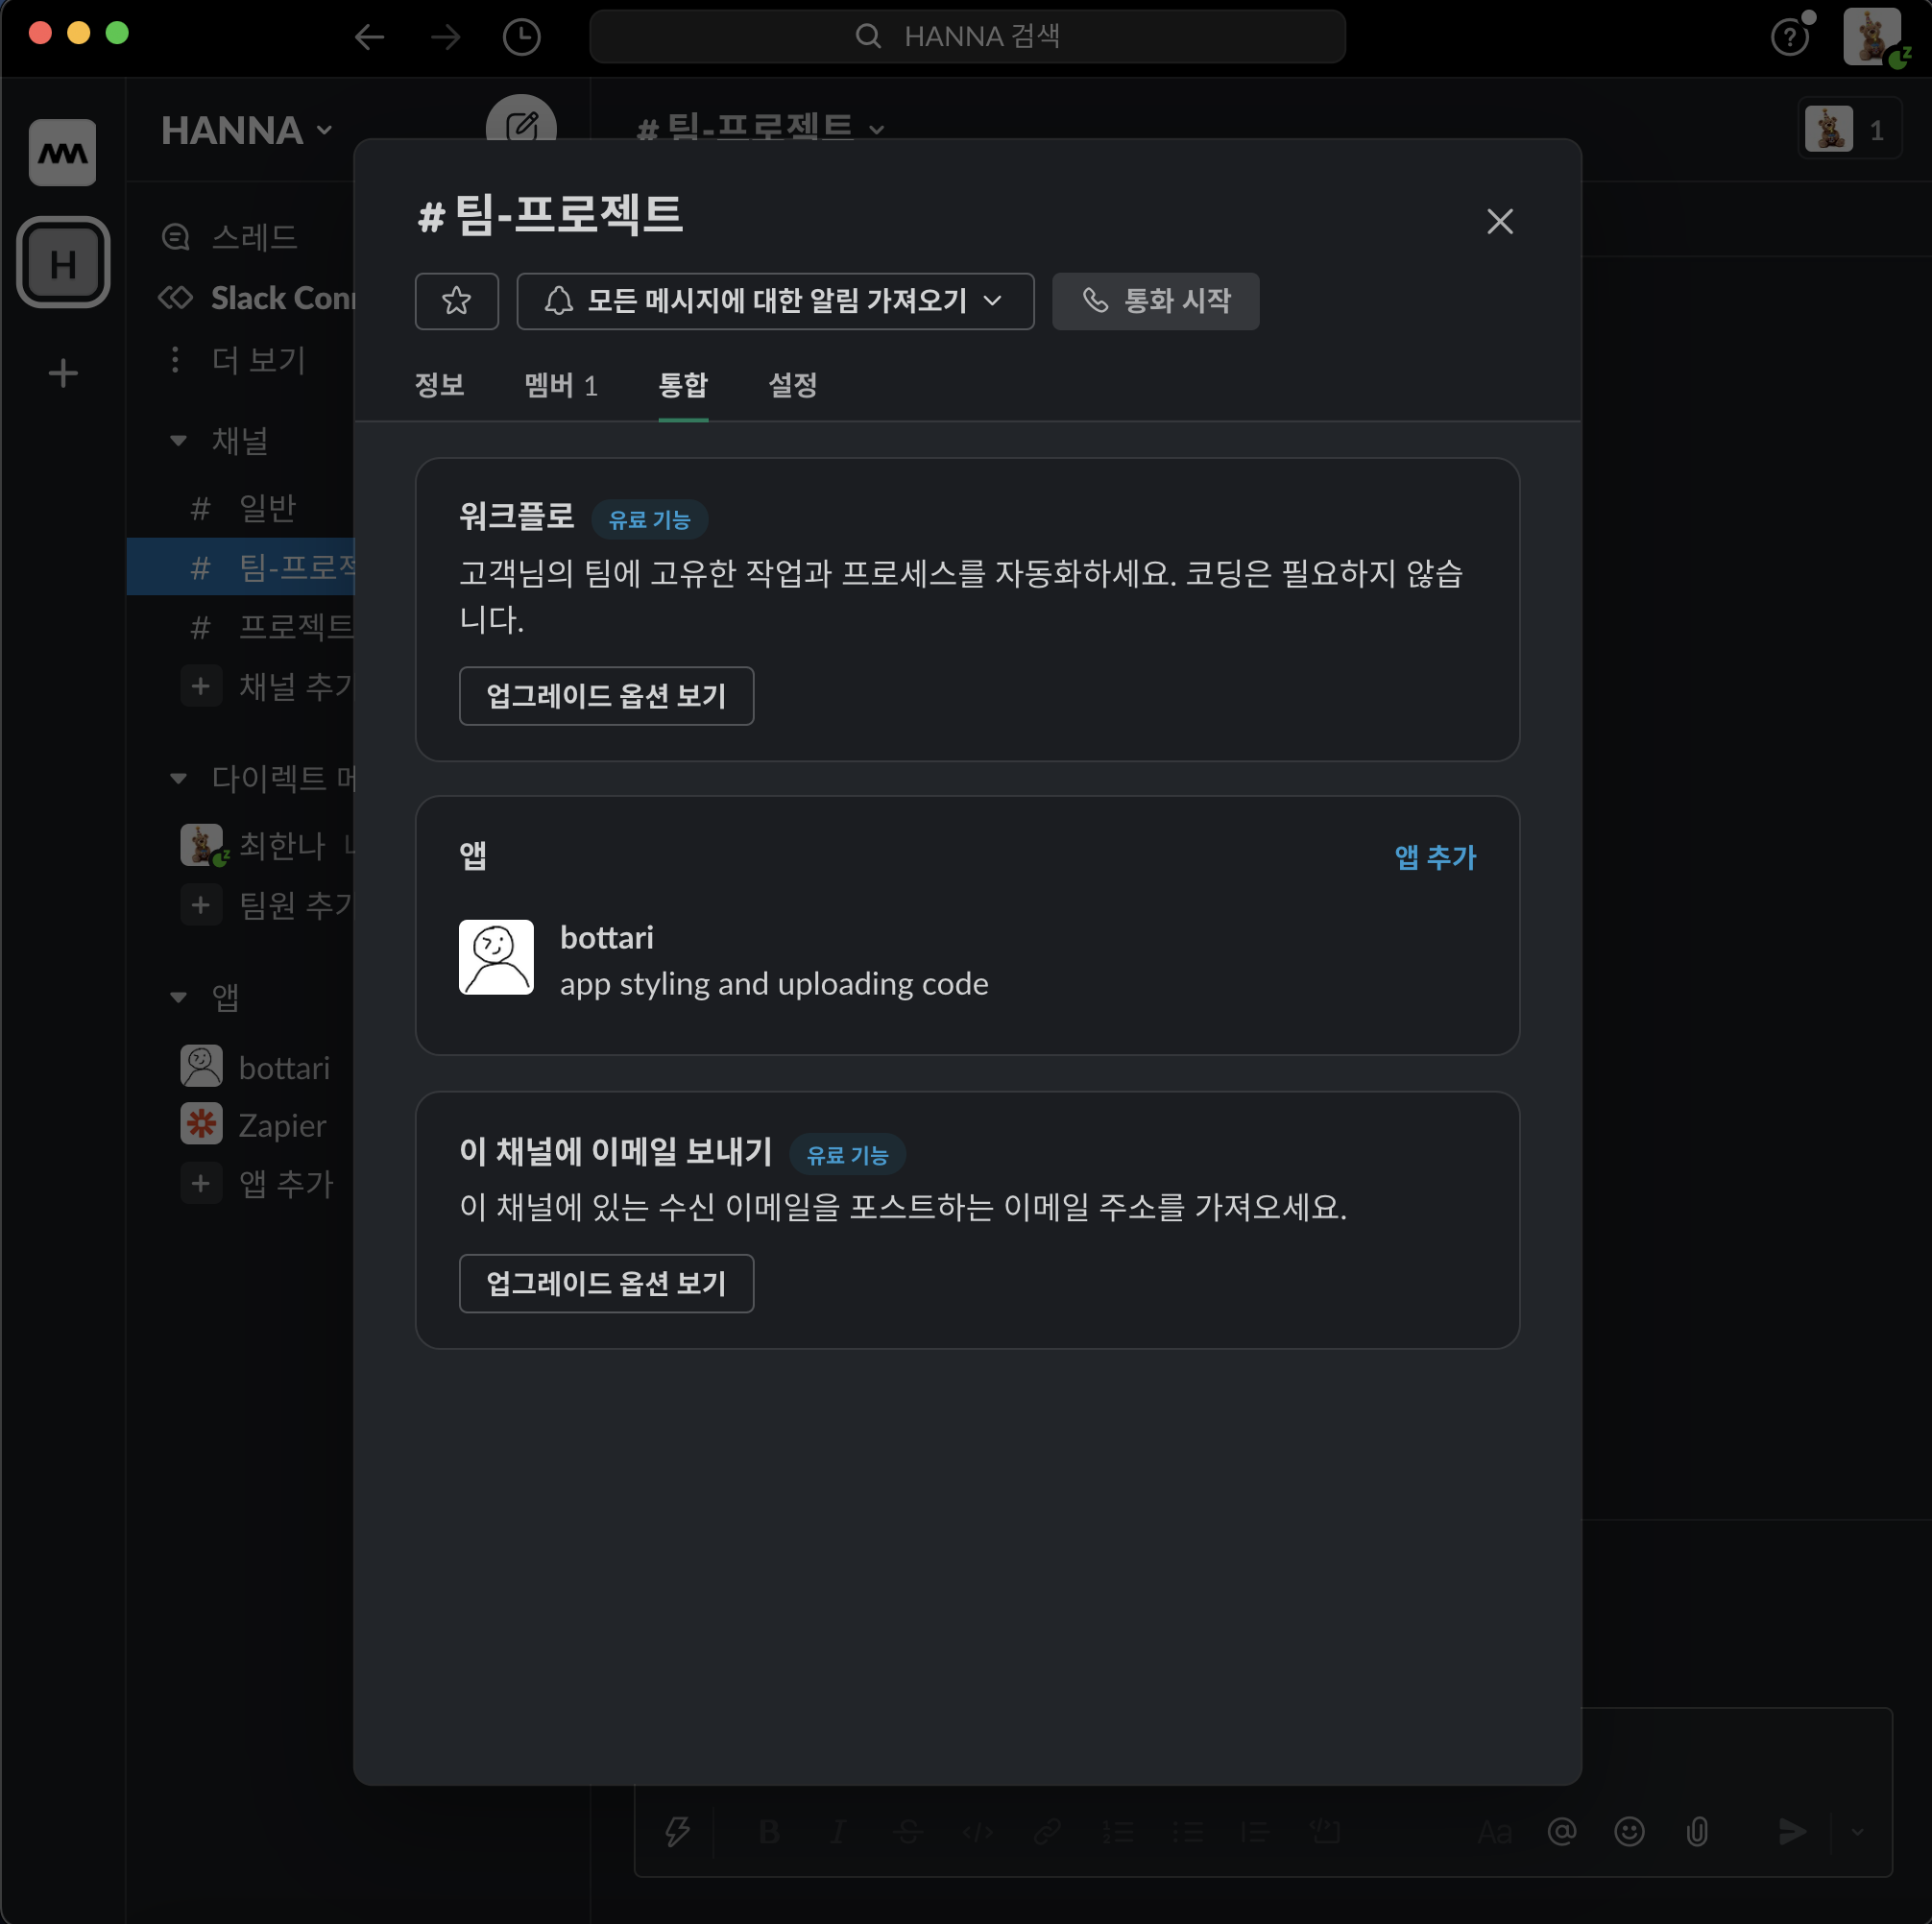 HANNA 검색
HANNA
# 팀-프로젝트
1
H
스레드
Slack Conn
더 보기
채널
# 일반
# 팀-프로젝
# 프로젝트
채널 추가
다이렉트 메
최한나
팀원 추가
앱
bottari
Zapier
앱 추가
# 팀-프로젝트
모든 메시지에 대한 알림 가져오기
통화 시작
정보 멤버 1 통합 설정
워크플로 유료 기능
고객님의 팀에 고유한 작업과 프로세스를 자동화하세요. 코딩은 필요하지 않습
니다.
업그레이드 옵션 보기
앱 앱 추가
bottari
app styling and uploading code
이 채널에 이메일 보내기 유료 기능
이 채널에 있는 수신 이메일을 포스트하는 이메일 주소를 가져오세요.
업그레이드 옵션 보기
Aa